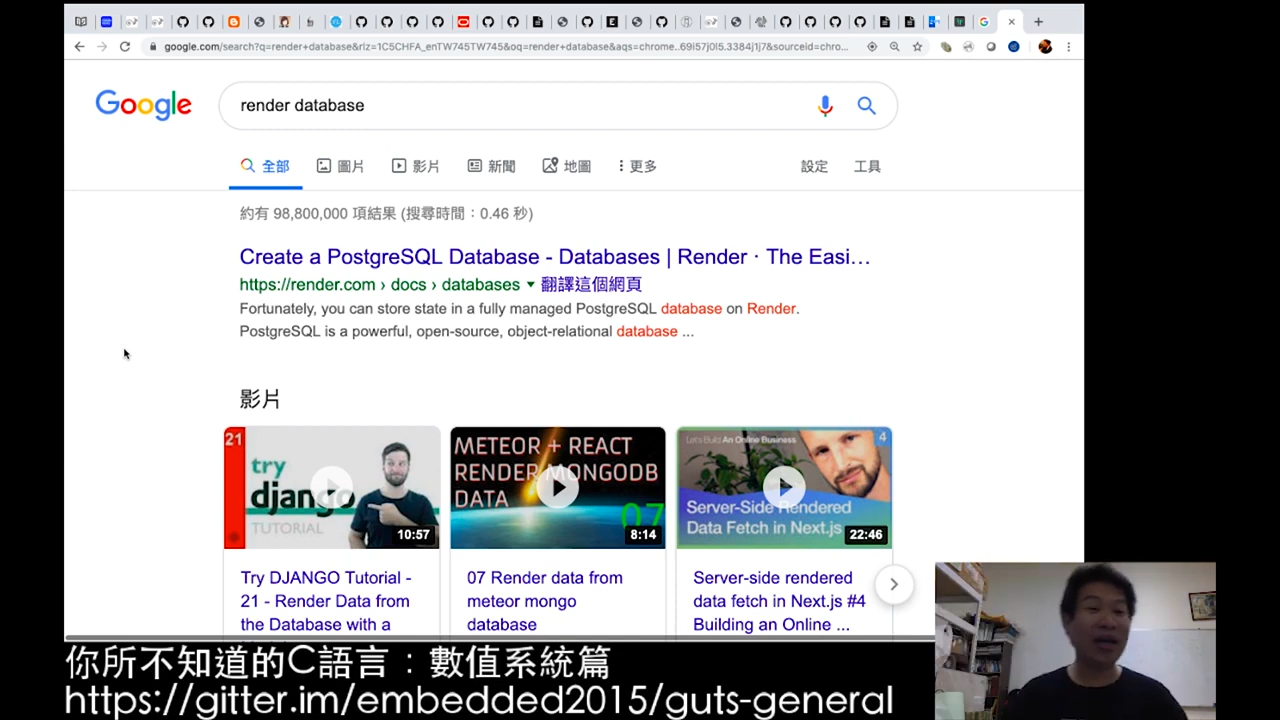 google.com/search?q=render+database&rlz=1C5CHFA_enTW745TW745&oq=render+database&aqs=chrome..69i57j0l5.3384j1j7&sourceid=chro...
Google
render database
全部 圖片 影片 新聞 地圖 更多 設定 工具
約有 98,800,000 項結果 (搜尋時間：0.46 秒)
Create a PostgreSQL Database - Databases | Render · The Easi...
https://render.com › docs › databases 翻譯這個網頁
Fortunately, you can store state in a fully managed PostgreSQL database on Render.
PostgreSQL is a powerful, open-source, object-relational database ...
影片
21
try
django
TUTORIAL
10:57
METEOR + REACT
RENDER MONGODB
DATA
07
8:14
Let's Build An Online Business
4
Server-Side Rendered
Data Fetch in Next.js
22:46
Try DJANGO Tutorial -
21 - Render Data from
the Database with a
07 Render data from
meteor mongo
database
Server-side rendered
data fetch in Next.js #4
Building an Online ...
你所不知道的C語言：數值系統篇
https://gitter.im/embedded2015/guts-general